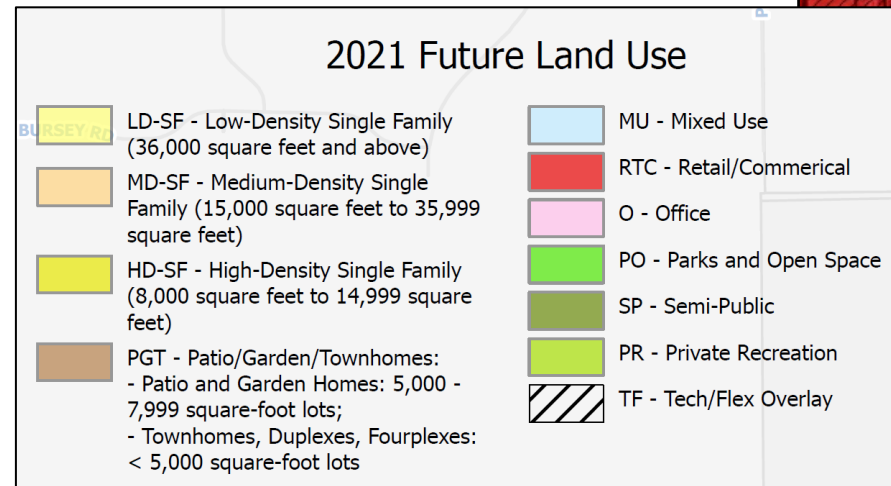 2021 Future Land Use
BURSEY RD
LD-SF - Low-Density Single Family
(36,000 square feet and above)
MD-SF - Medium-Density Single
Family (15,000 square feet to 35,999
square feet)
HD-SF - High-Density Single Family
(8,000 square feet to 14,999 square
feet)
PGT - Patio/Garden/Townhomes:
- Patio and Garden Homes: 5,000 -
7,999 square-foot lots;
- Townhomes, Duplexes, Fourplexes:
< 5,000 square-foot lots
MU - Mixed Use
RTC - Retail/Commerical
O - Office
PO - Parks and Open Space
SP - Semi-Public
PR - Private Recreation
TF - Tech/Flex Overlay